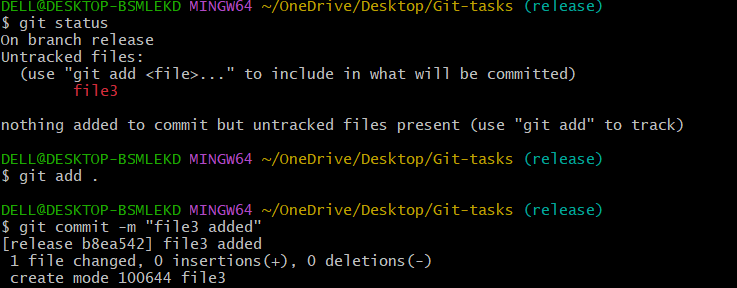 DELL@DESKTOP-BSMLEKD MINGW64 ~/OneDrive/Desktop/Git-tasks (release)
$ git status
On branch release
Untracked files:
  (use "git add <file>..." to include in what will be committed)
        file3

nothing added to commit but untracked files present (use "git add" to track)

DELL@DESKTOP-BSMLEKD MINGW64 ~/OneDrive/Desktop/Git-tasks (release)
$ git add .

DELL@DESKTOP-BSMLEKD MINGW64 ~/OneDrive/Desktop/Git-tasks (release)
$ git commit -m "file3 added"
[release b8ea542] file3 added
 1 file changed, 0 insertions(+), 0 deletions(-)
 create mode 100644 file3